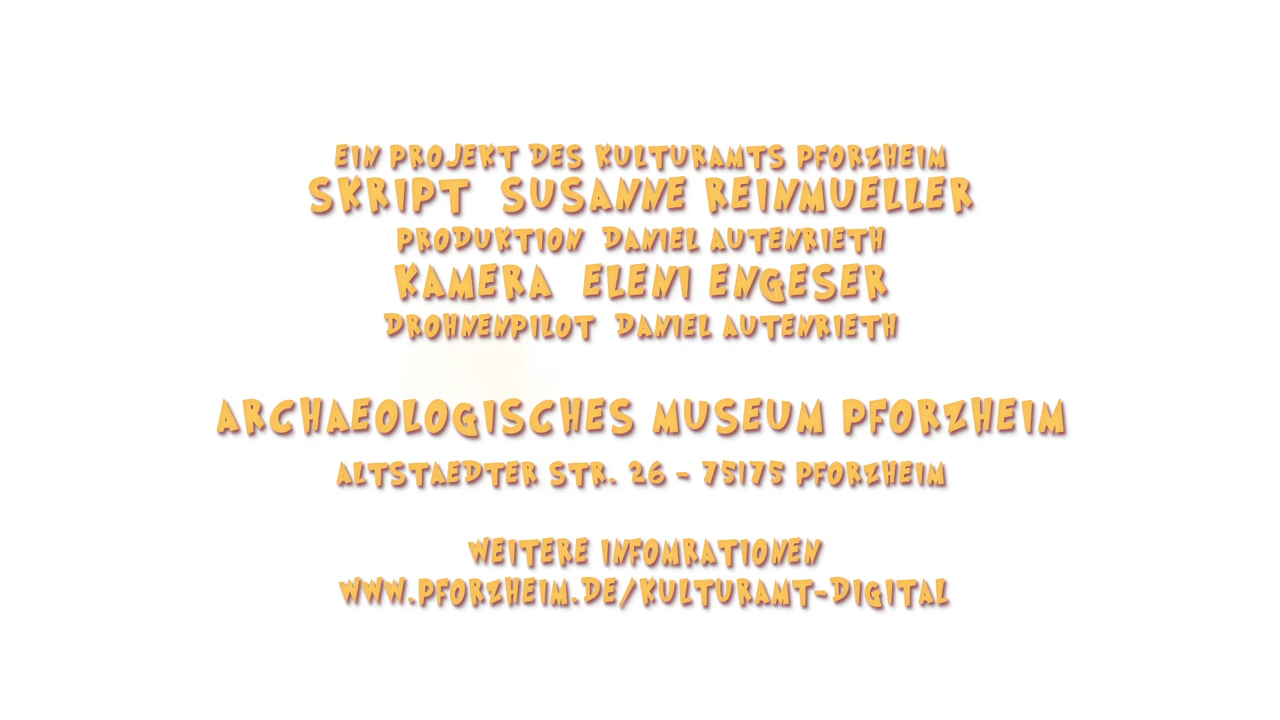 EIN PROJEKT DES KULTURAMTS PFORZHEIM
SKRIPT SUSANNE REINMUELLER
PRODUKTION DANIEL AUTENRIETH
KAMERA ELENI ENGESER
DROHNENPILOT DANIEL AUTENRIETH
ARCHAEOLOGISCHES MUSEUM PFORZHEIM
ALTSTAEDTER STR. 26 - 75175 PFORZHEIM
WEITERE INFOMRATIONEN
WWW.PFORZHEIM.DE/KULTURAMT-DIGITAL